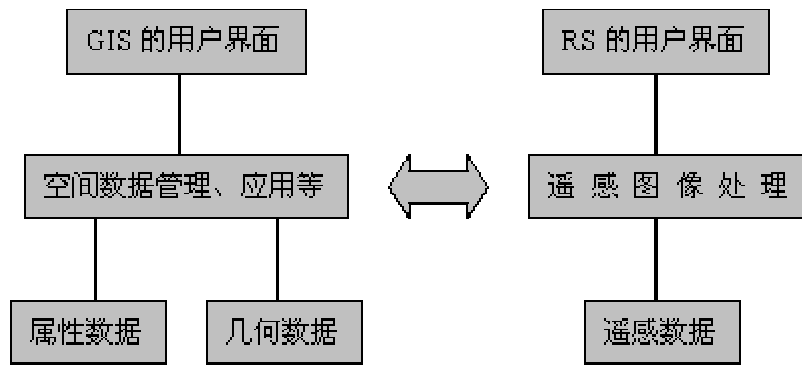 GIS 的用户界面
RS 的用户界面
空间数据管理、应用等
遥感图像处理
属性数据
几何数据
遥感数据